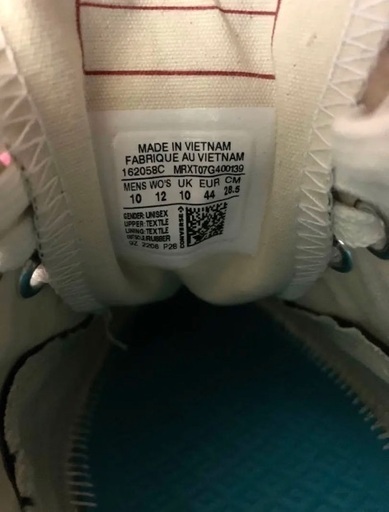 MADE IN VIETNAM
FABRIQUE AU VIETNAM
162058C MRXT07G400139
MENS WO'S UK EUR CM
10 12 10 44 28.5
GENDER: UNISEX
UPPER: TEXTILE
LINING: TEXTILE
RUBBER
CONVERSE